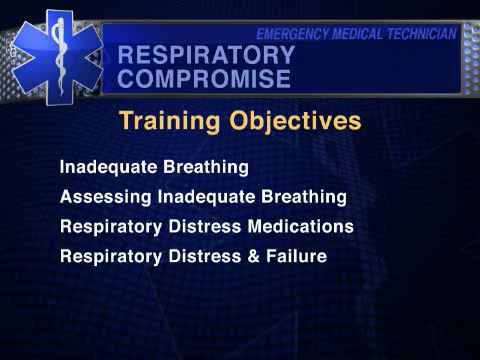 EMERGENCY MEDICAL TECHNICIAN
RESPIRATORY
COMPROMISE
Training Objectives
Inadequate Breathing
Assessing Inadequate Breathing
Respiratory Distress Medications
Respiratory Distress & Failure